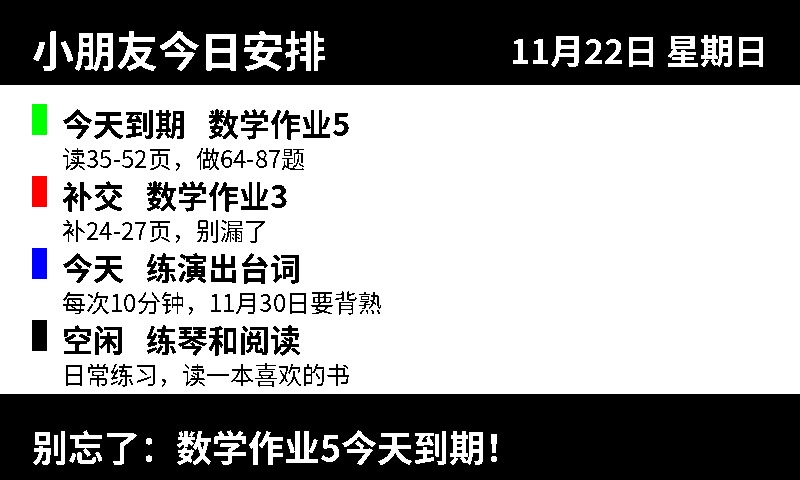 小朋友今日安排
11月22日 星期日
今天到期 数学作业5
读35-52页，做64-87题
补交 数学作业3
补24-27页，别漏了
今天 练演出台词
每次10分钟，11月30日要背熟
空闲 练琴和阅读
日常练习，读一本喜欢的书
别忘了：数学作业5今天到期！